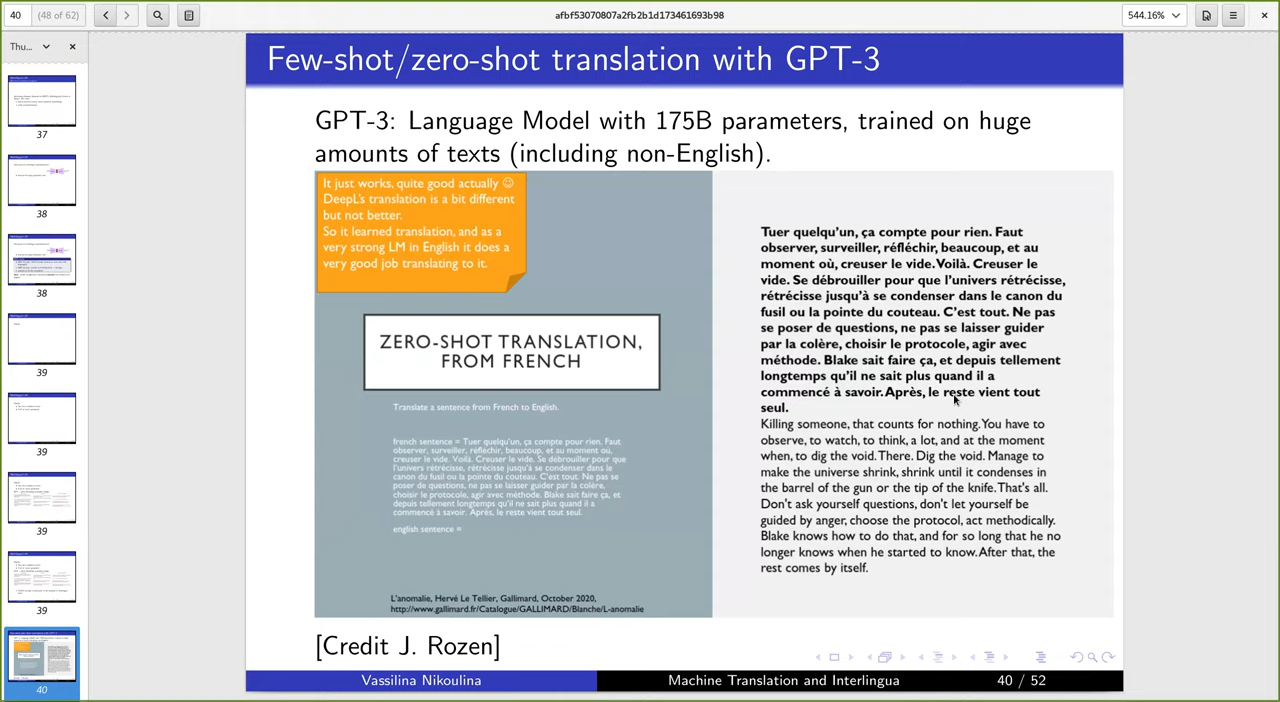 40
(48 of 62)
afbf53070807a2fb2b1d173461693b98
544.16%
Thu...
37
38
38
39
39
39
39
40
Few-shot/zero-shot translation with GPT-3
GPT-3: Language Model with 175B parameters, trained on huge
amounts of texts (including non-English).
It just works, quite good actually ☺
DeepL's translation is a bit different
but not better.
So it learned translation, and as a
very strong LM in English it does a
very good job translating to it.
ZERO-SHOT TRANSLATION,
FROM FRENCH
Translate a sentence from French to English.
french sentence = Tuer quelqu'un, ça compte pour rien. Faut
observer, surveiller, réfléchir, beaucoup, et au moment où,
creuser le vide. Voilà. Creuser le vide. Se débrouiller pour que
l'univers rétrécisse, rétrécisse jusqu'à se condenser dans le
canon du fusil ou la pointe du couteau. C'est tout. Ne pas
se poser de questions, ne pas se laisser guider par la colère,
choisir le protocole, agir avec méthode. Blake sait faire ça, et
depuis tellement longtemps qu'il ne sait plus quand il a
commencé à savoir. Après, le reste vient tout seul.
english sentence =
L'anomalie, Hervé Le Tellier, Gallimard, October 2020,
http://www.gallimard.fr/Catalogue/GALLIMARD/Blanche/L-anomalie
Tuer quelqu'un, ça compte pour rien. Faut
observer, surveiller, réfléchir, beaucoup, et au
moment où, creuser le vide. Voilà. Creuser le
vide. Se débrouiller pour que l'univers rétrécisse,
rétrécisse jusqu'à se condenser dans le canon du
fusil ou la pointe du couteau. C'est tout. Ne pas
se poser de questions, ne pas se laisser guider
par la colère, choisir le protocole, agir avec
méthode. Blake sait faire ça, et depuis tellement
longtemps qu'il ne sait plus quand il a
commencé à savoir. Après, le reste vient tout
seul.
Killing someone, that counts for nothing. You have to
observe, to watch, to think, a lot, and at the moment
when, to dig the void. There. Dig the void. Manage to
make the universe shrink, shrink until it condenses in
the barrel of the gun or the tip of the knife. That's all.
Don't ask yourself questions, don't let yourself be
guided by anger, choose the protocol, act methodically.
Blake knows how to do that, and for so long that he no
longer knows when he started to know. After that, the
rest comes by itself.
[Credit J. Rozen]
Vassilina Nikoulina
Machine Translation and Interlingua
40 / 52